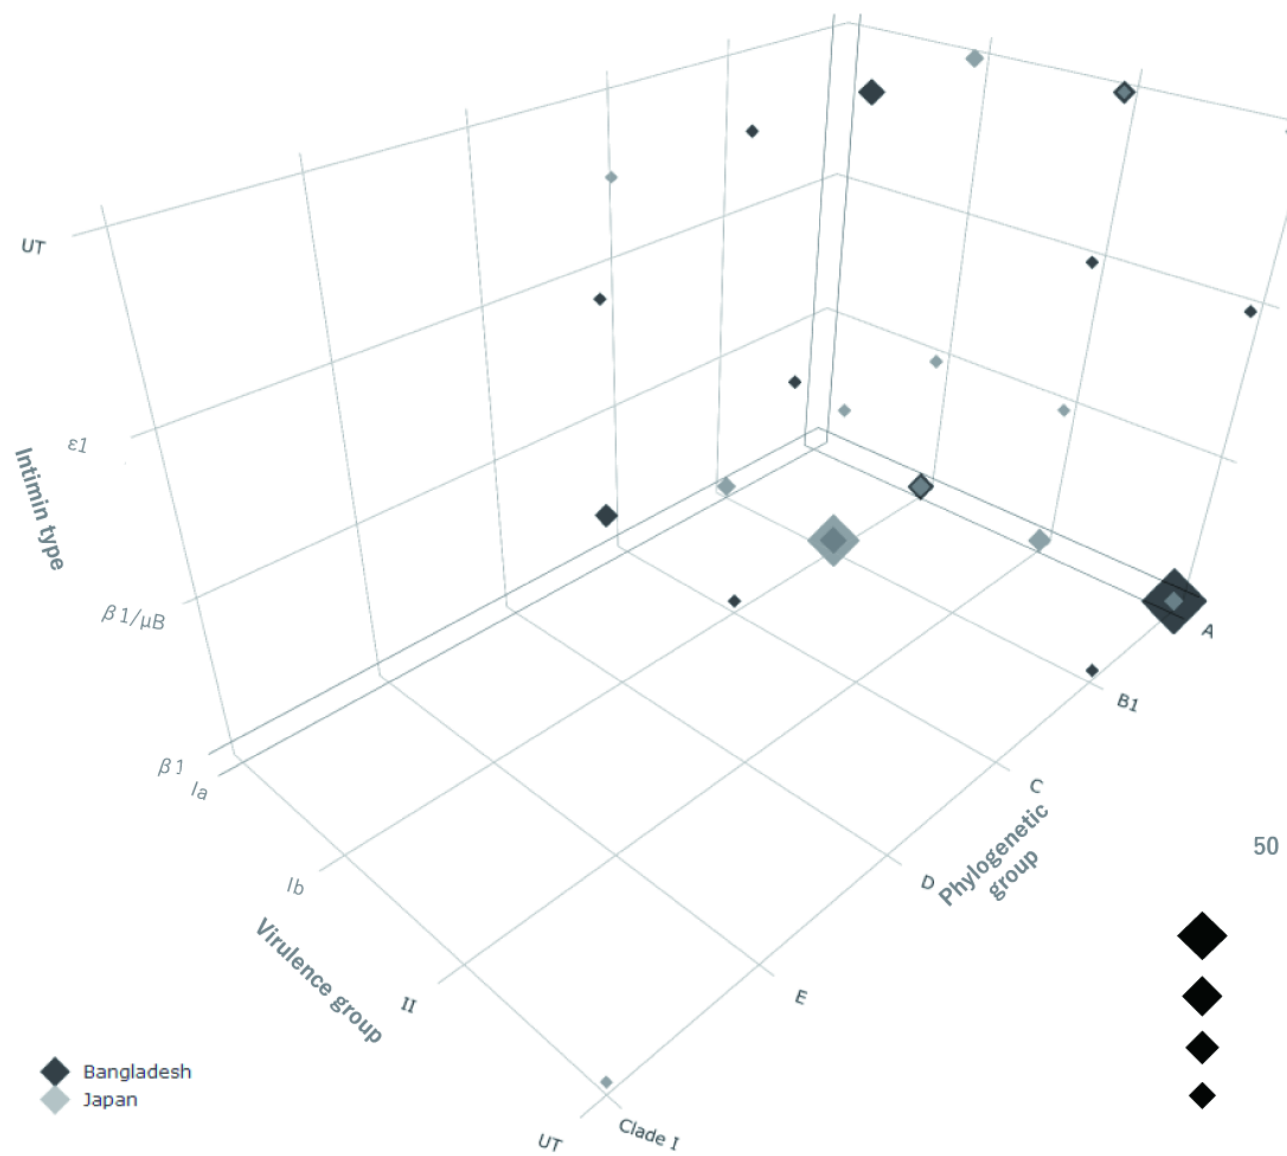 UT
ε1
Intimin type
β1/μB
β1
Ia
Ib
Virulence group
II
UT
Clade I
E
D
Phylogenetic
group
C
B1
A
50
Bangladesh
Japan